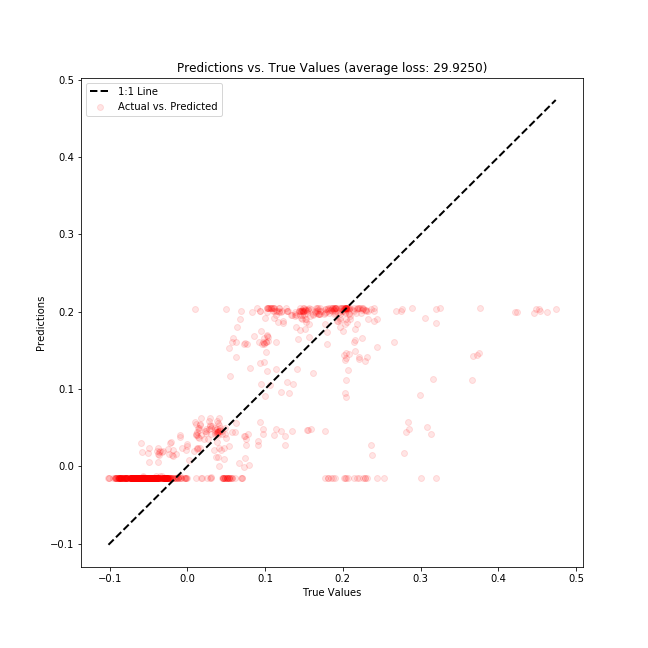 Predictions vs. True Values (average loss: 29.9250)
1:1 Line
Actual vs. Predicted
Predictions
0.5
0.4
0.3
0.2
0.1
0.0
−0.1
−0.1 0.0 0.1 0.2 0.3 0.4 0.5
True Values